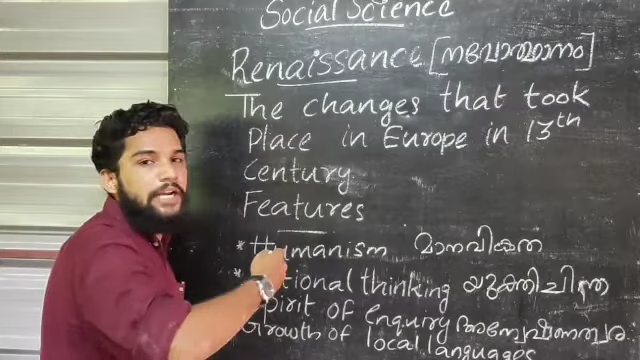 Social Science
Renaissance [നവോത്ഥാനം]
The changes that took
Place in Europe in 13th
Century
Features
* Humanism മാനവികത
* tional thinking യുക്തിചിന്ത
Spirit of enquiry അന്വേഷണത്വര
Growth of local languages